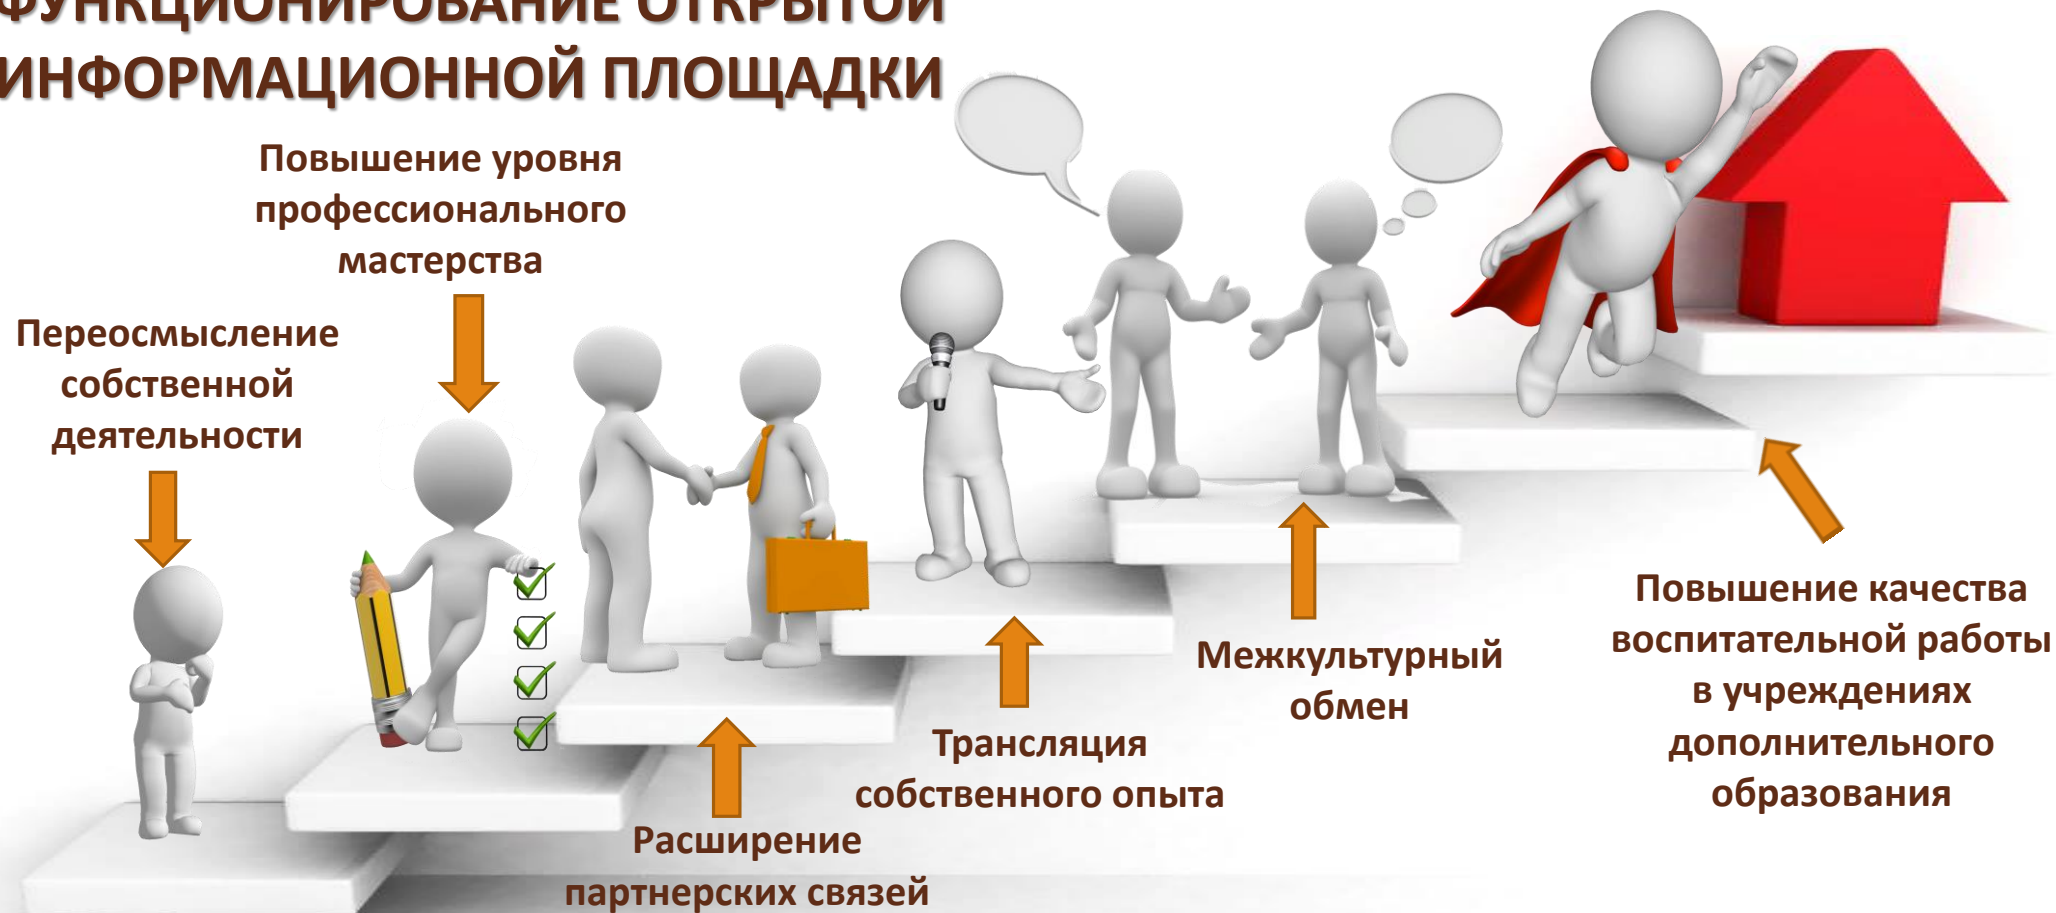 ФУНКЦИОНИРОВАНИЕ ОТКРЫТОЙ
ИНФОРМАЦИОННОЙ ПЛОЩАДКИ
Переосмысление
собственной
деятельности
Повышение уровня
профессионального
мастерства
Расширение
партнерских связей
Трансляция
собственного опыта
Межкультурный
обмен
Повышение качества
воспитательной работы
в учреждениях
дополнительного
образования